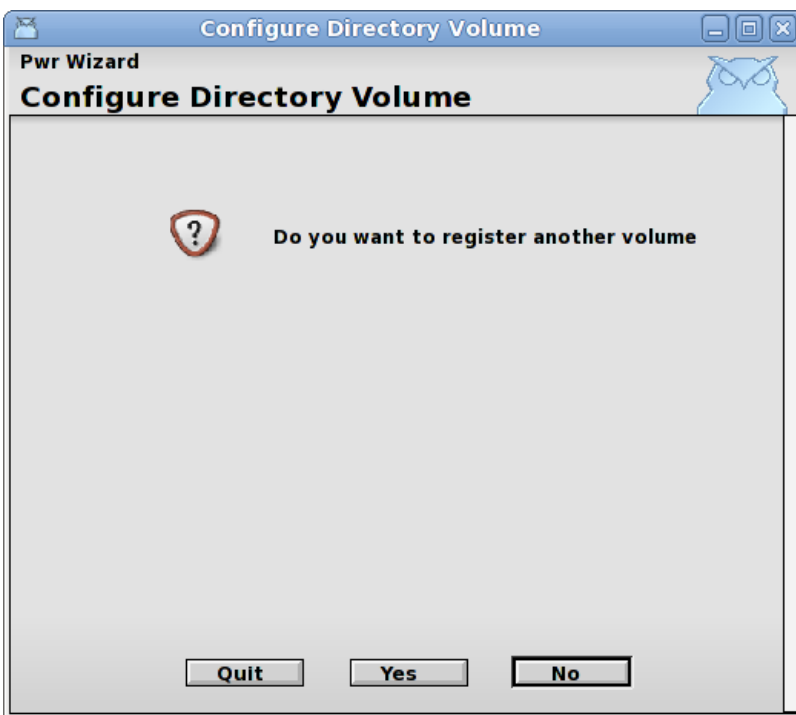 Configure Directory Volume
Pwr Wizard
Configure Directory Volume
?
Do you want to register another volume
Quit Yes No